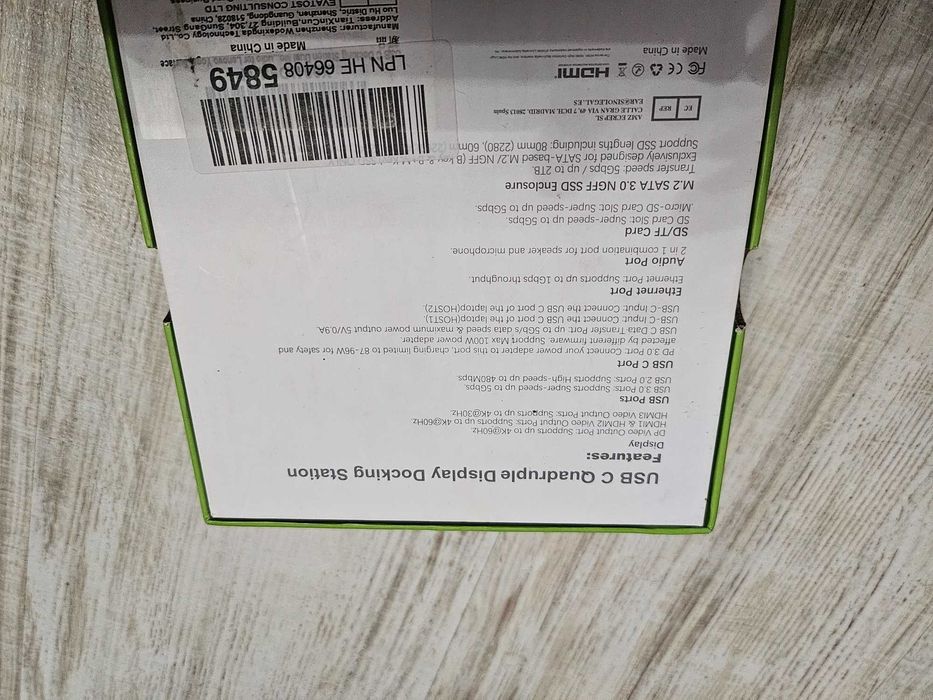 USB C Quadruple Display Docking Station
Features:
Display
DP Video Output Port: Supports up to 4K@60Hz.
HDMI1 & HDMI2 Video Output Ports: Supports up to 4K@60Hz
HDMI3 Video Output Ports: Supports up to 4K@30Hz
USB Ports
USB 3.0 Ports: Supports Super-speed up to 5Gbps.
USB 2.0 Ports: Supports High-speed up to 480Mbps.
USB C Port
PD 3.0 Port: Connect your power adapter to this port, charging limited to 87-96W for safety and
affected by different firmware. Support Max 100W power adapter.
USB C Data Transfer Port: up to 5Gb/s data speed & maximum power output 5V/0.9A.
USB-C Input: Connect the USB C port of the laptop(HOST1),
USB-C Input: Connect the USB C port of the laptop(HOST2).
Ethernet Port
Ethernet Port: Supports up to 1Gbps throughput.
Audio Port
2 in 1 combination port for speaker and microphone.
SD/TF Card
SD Card Slot: Super-speed up to 5Gbps.
Micro-SD Card Slot: Super-speed up to 5Gbps.
M.2 SATA 3.0 NGFF SSD Enclosure
Transfer speed: 5Gbps / up to 2TB
Exclusively designed for SATA-based M.2/ NGFF (B key &
Support SSD lengths including: 80mm (2280), 60mm
EC REP
AMZ ECREP SL
CALLE GRAN VIA 49, 7 IZCH, MADRID, 28013 Spain
EAR@SINOLEGAL.ES
FC CE HDMI
Made in China
LPN HE 66408 5849
Made in China
Manufacturer: Shenzhen Wodexingda Technology Co.Ltd
Address: TianXinCun, Building 27, 304, SunGang Street,
Luo Hu Distric, Shenzhen, Guangdong, 518028, China
EVATOST CONSULTING LTD